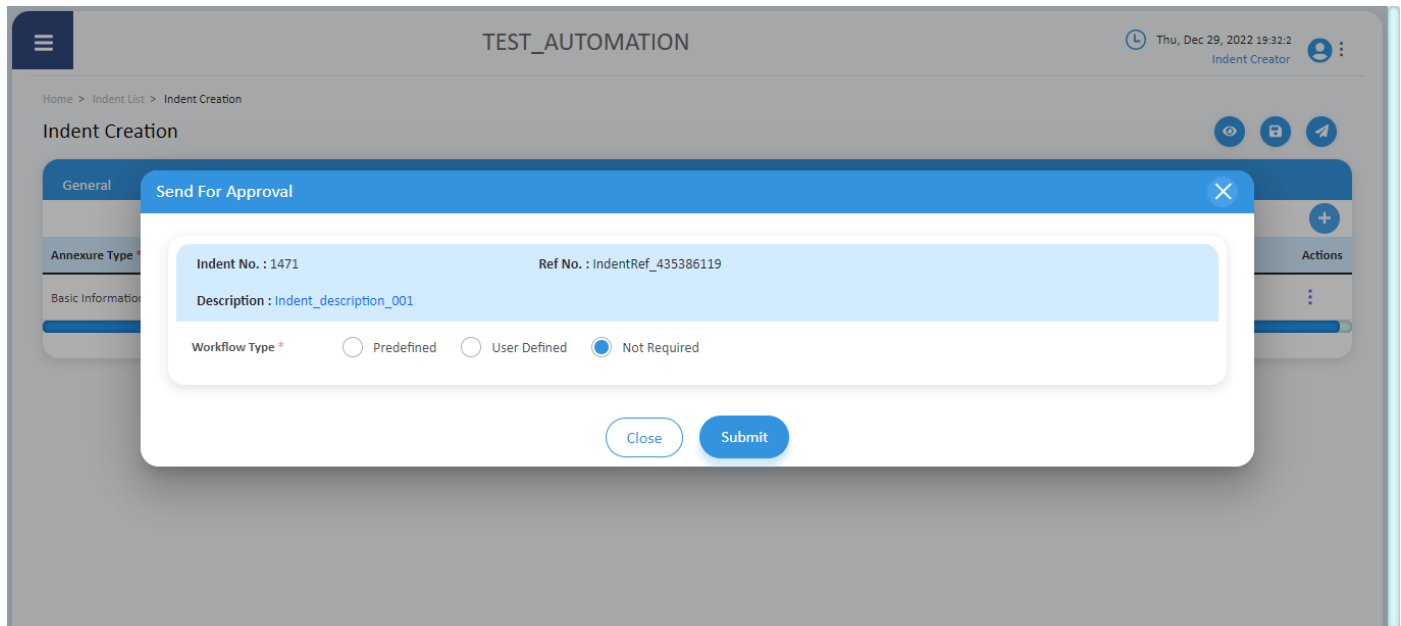 TEST_AUTOMATION
Thu, Dec 29, 2022 19:32:2
Indent Creator
Home > Indent List > Indent Creation
Indent Creation
General
Send For Approval
Annexure Type *
Actions
Indent No. : 1471 Ref No. : IndentRef_435386119
Basic Information
Description : Indent_description_001
Workflow Type * Predefined User Defined Not Required
Close Submit